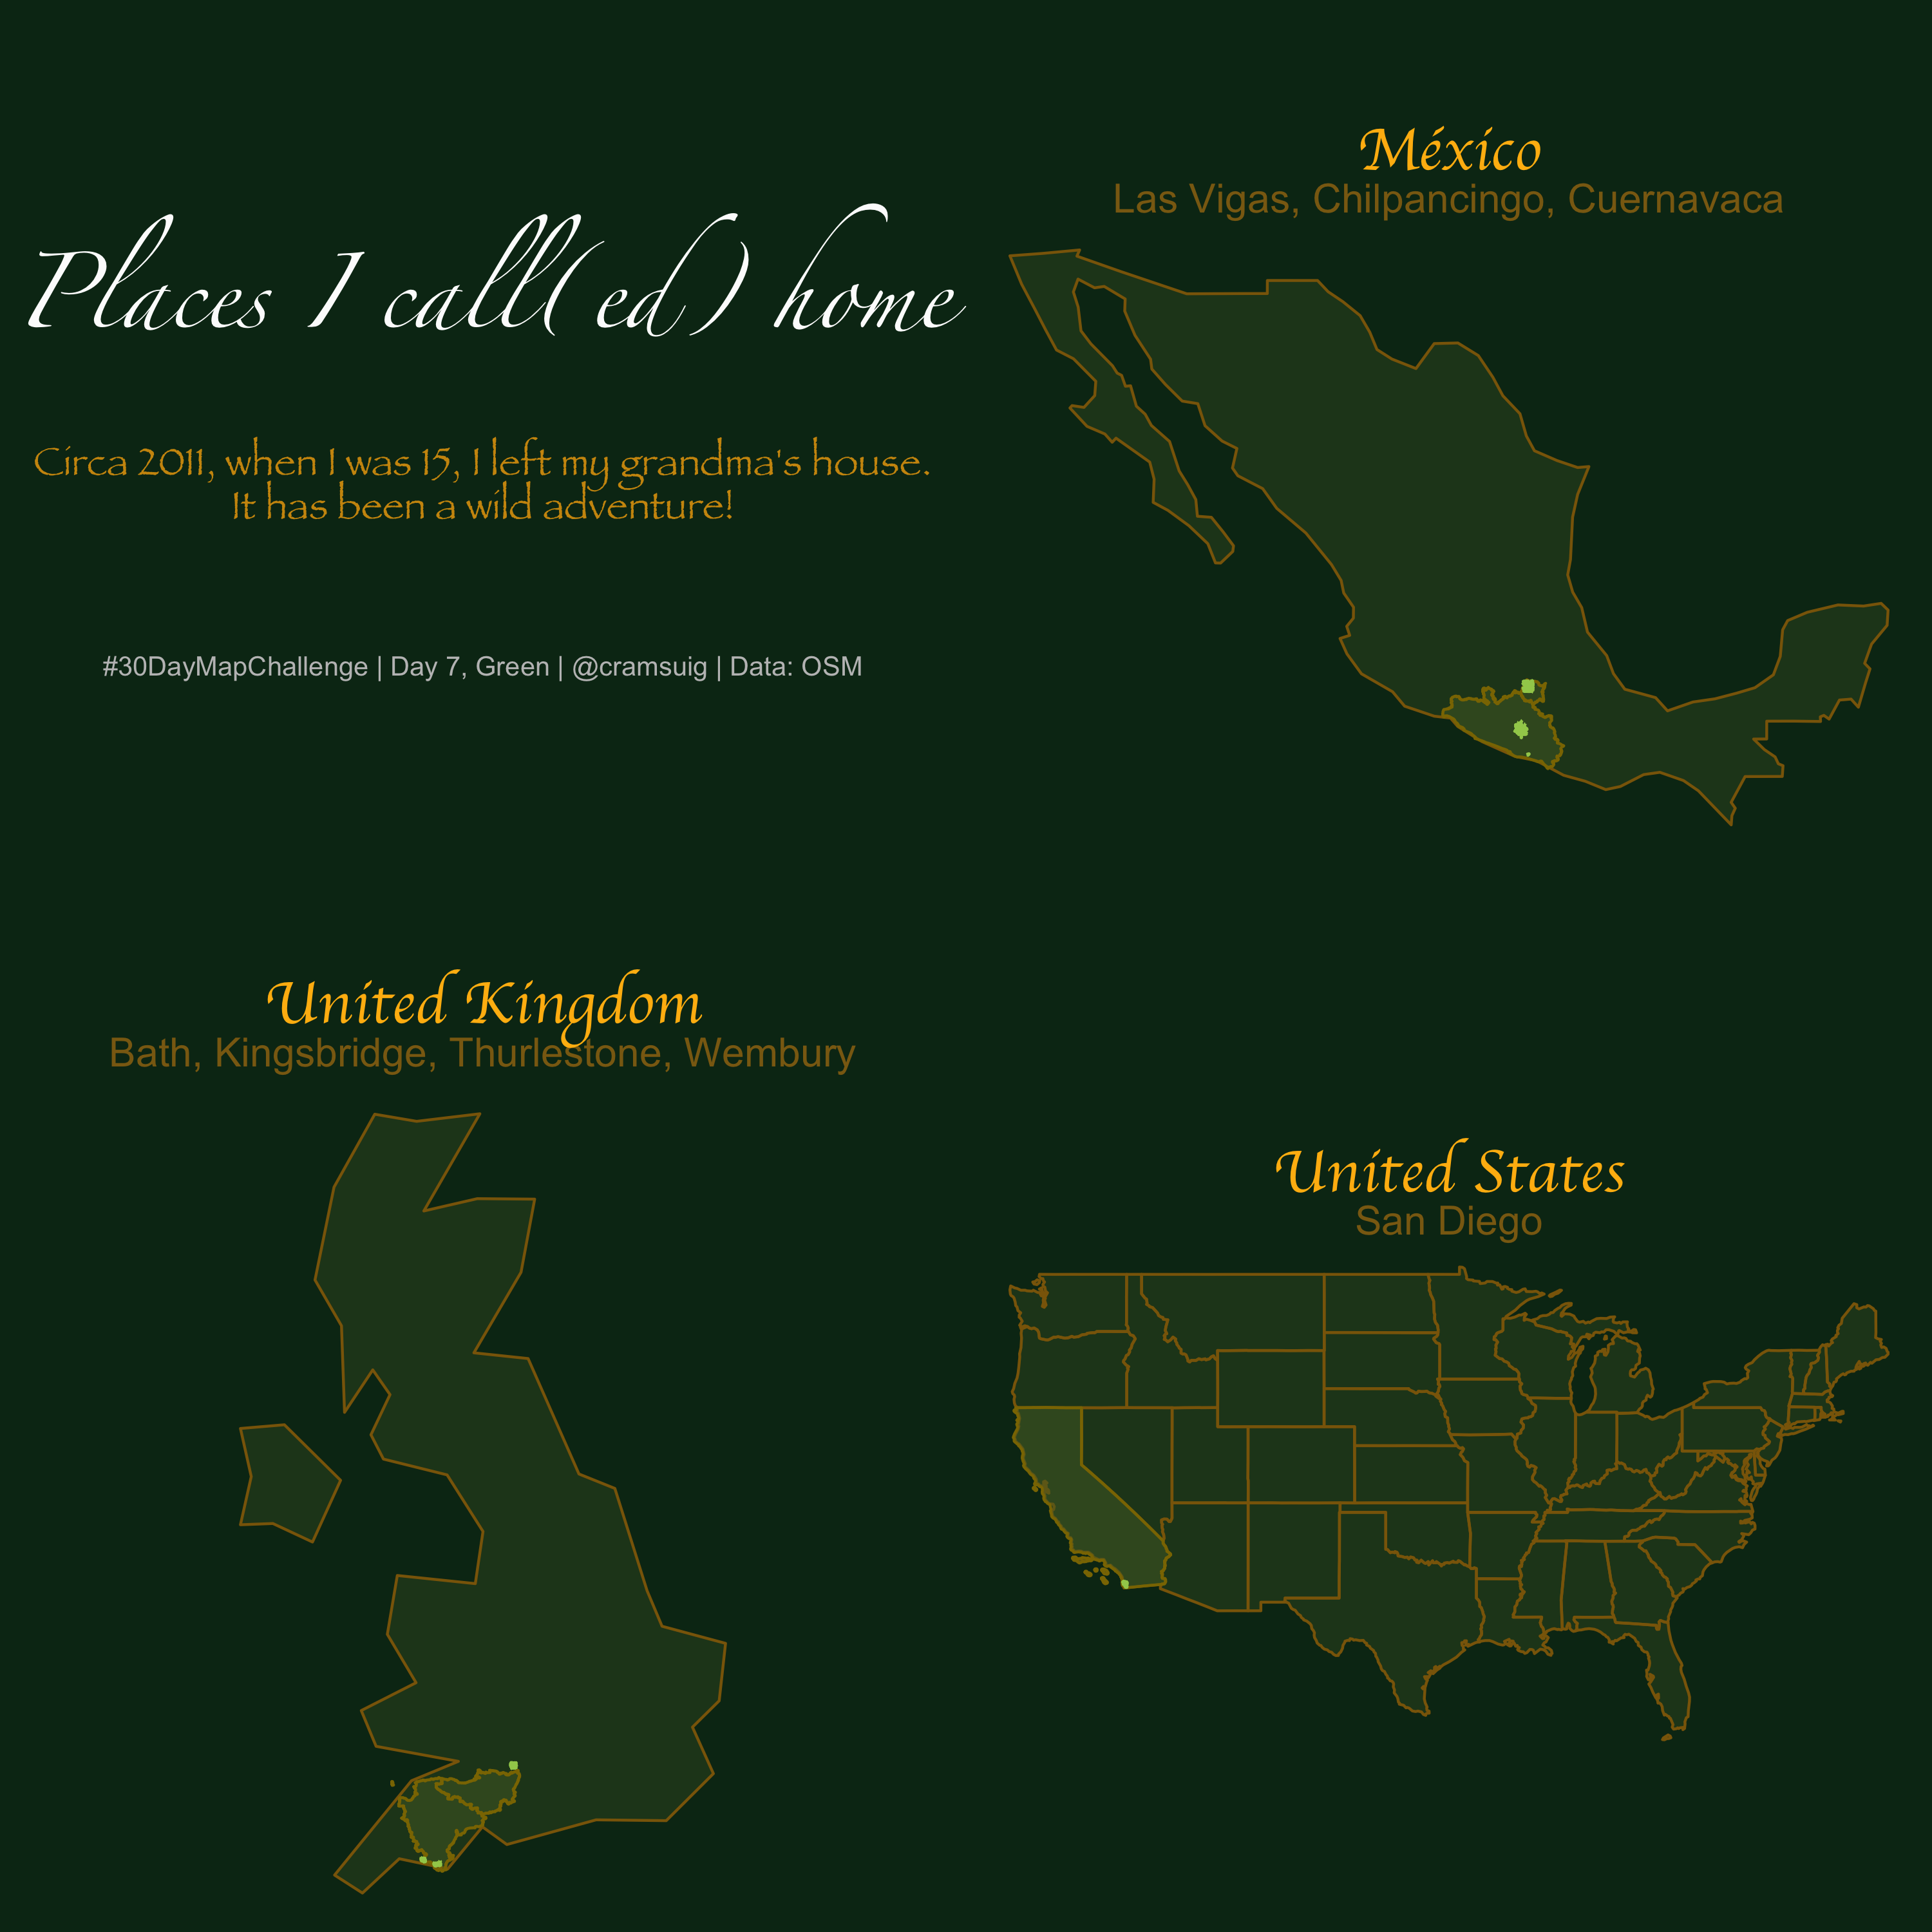 Places I call(ed) home
Circa 2011, when I was 15, I left my grandma's house.
It has been a wild adventure!
#30DayMapChallenge | Day 7, Green | @cramsuig | Data: OSM
México
Las Vigas, Chilpancingo, Cuernavaca
United Kingdom
Bath, Kingsbridge, Thurlestone, Wembury
United States
San Diego